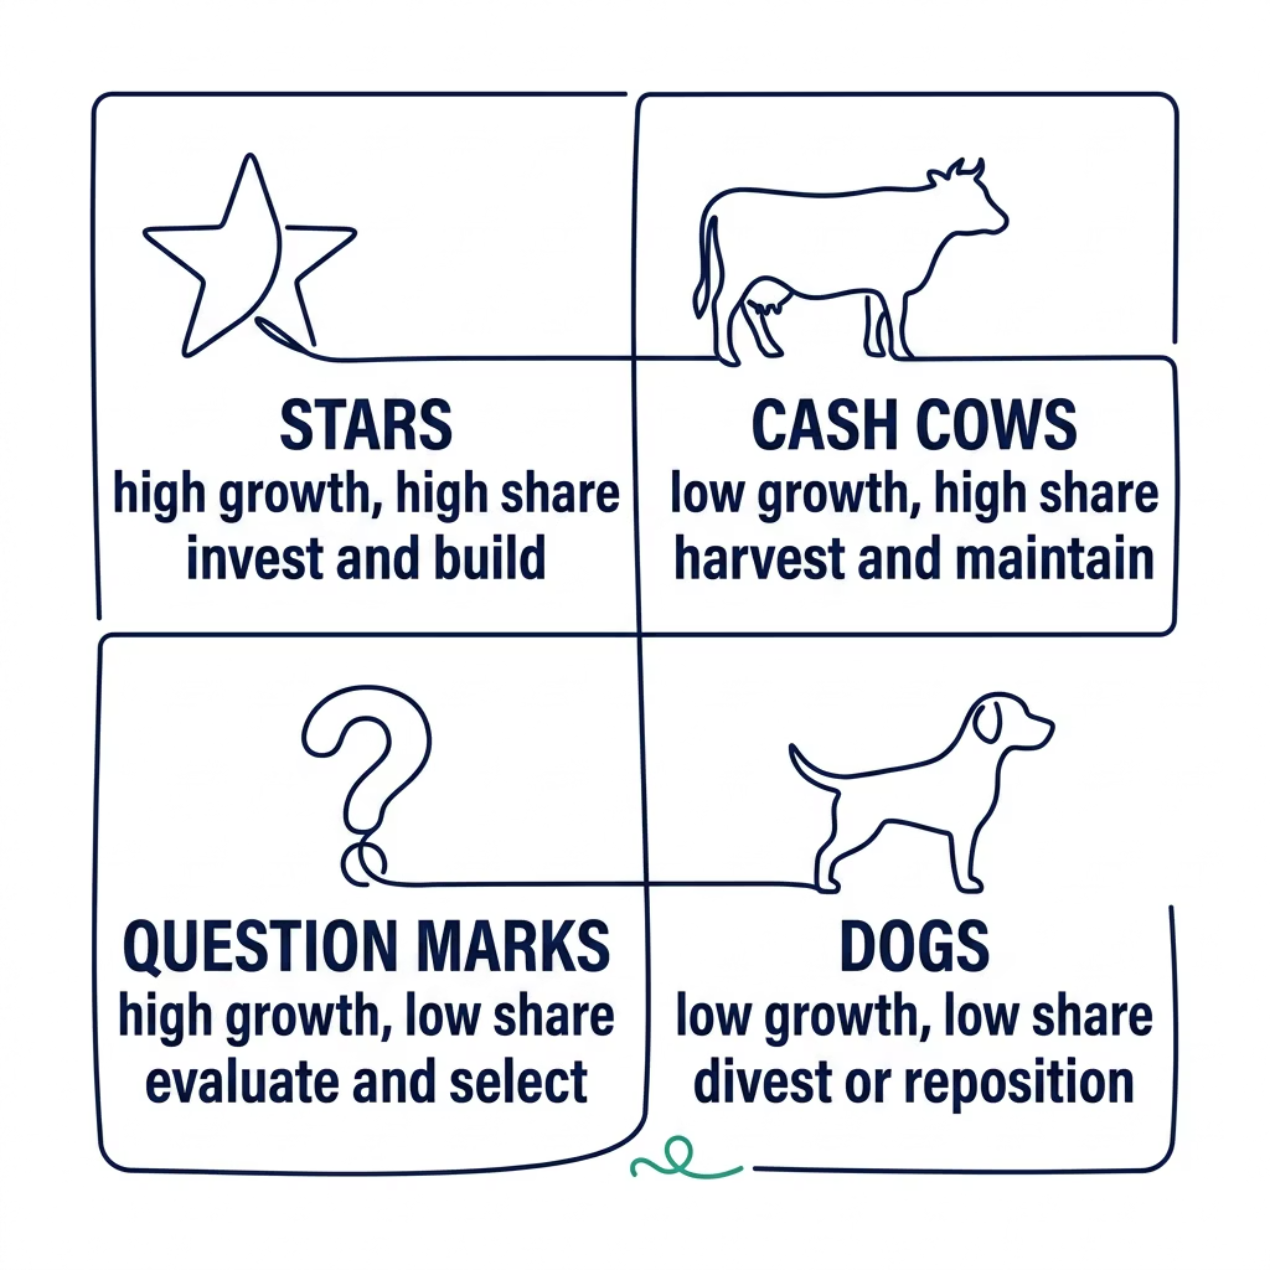 STARS
high growth, high share
invest and build
CASH COWS
low growth, high share
harvest and maintain
QUESTION MARKS
high growth, low share
evaluate and select
DOGS
low growth, low share
divest or reposition